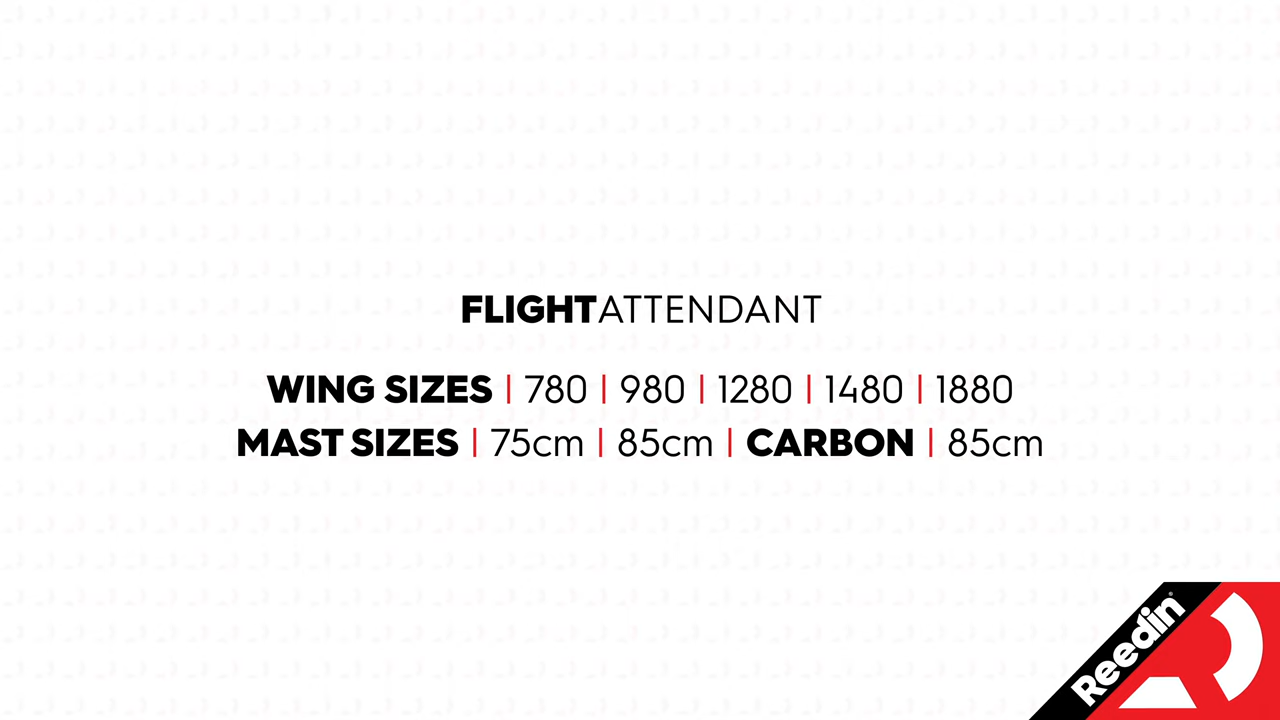 FLIGHTATTENDANT
WING SIZES | 780 | 980 | 1280 | 1480 | 1880
MAST SIZES | 75cm | 85cm | CARBON | 85cm
Reedin